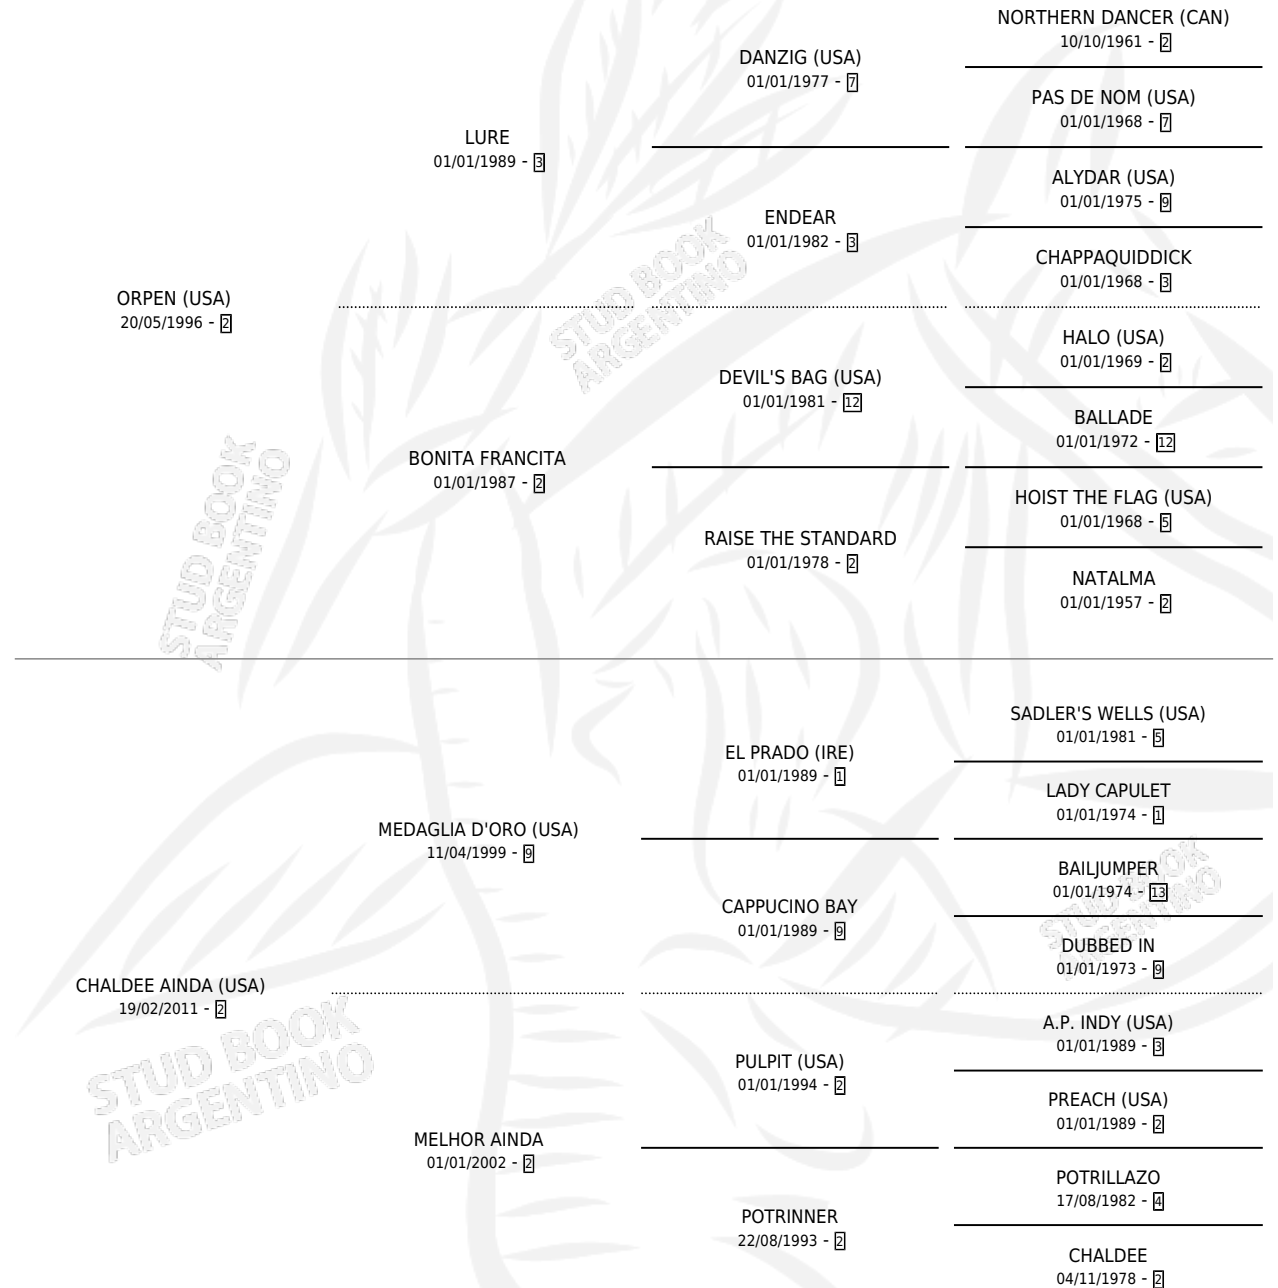 NORTHERN DANCER (CAN)
10/10/1961 - 2
DANZIG (USA)
01/01/1977 - 7
PAS DE NOM (USA)
01/01/1968 - 7
LURE
01/01/1989 - 3
ALYDAR (USA)
01/01/1975 - 9
ENDEAR
01/01/1982 - 3
CHAPPAQUIDDICK
01/01/1968 - 3
ORPEN (USA)
20/05/1996 - 2
HALO (USA)
01/01/1969 - 2
DEVIL'S BAG (USA)
01/01/1981 - 12
BALLADE
01/01/1972 - 12
BONITA FRANCITA
01/01/1987 - 2
HOIST THE FLAG (USA)
01/01/1968 - 5
RAISE THE STANDARD
01/01/1978 - 2
NATALMA
01/01/1957 - 2
SADLER'S WELLS (USA)
01/01/1981 - 5
EL PRADO (IRE)
01/01/1989 - 1
LADY CAPULET
01/01/1974 - 1
MEDAGLIA D'ORO (USA)
11/04/1999 - 9
BAILJUMPER
01/01/1974 - 13
CAPPUCINO BAY
01/01/1989 - 9
DUBBED IN
01/01/1973 - 9
CHALDEE AINDA (USA)
19/02/2011 - 2
A.P. INDY (USA)
01/01/1989 - 3
PULPIT (USA)
01/01/1994 - 2
PREACH (USA)
01/01/1989 - 2
MELHOR AINDA
01/01/2002 - 2
POTRILLAZO
17/08/1982 - 4
POTRINNER
22/08/1993 - 2
CHALDEE
04/11/1978 - 2
STUD BOOK
ARGENTINO
STUD BOOK
ARGENTINO
STUD BOOK
ARGENTINO
STUD BOOK
ARGENTINO